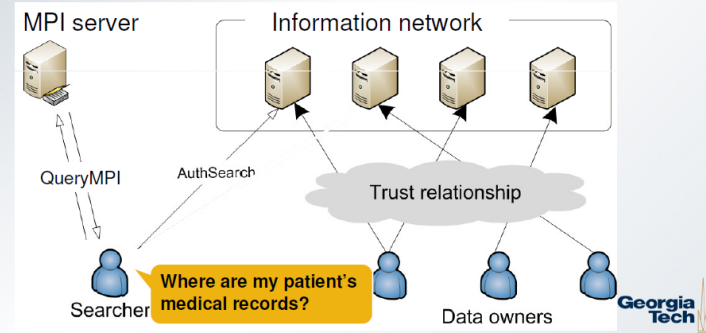 MPI server
Information network
QueryMPI
AuthSearch
Trust relationship
Searcher
Where are my patient's
medical records?
Data owners
Georgia
Tech